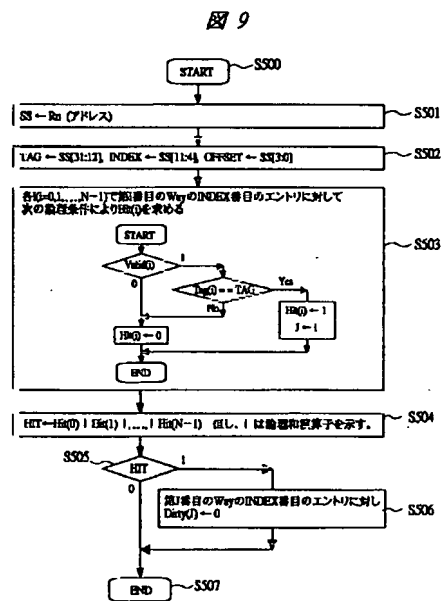 図 9
START
S500
SS ← Rn (アドレス)
S501
TAG ← SS[31:12], INDEX ← SS[11:4], OFFSET ← SS[3:0]
S502
各i(i=0,1,...,N−1)で第i番目のWayのINDEX番目のエントリに対して
次の論理条件によりHit(i)を求める
S503
START
Valid(i)
1
0
Tag(i) == TAG
Yes
No
Hit(i) ← 1
J ← i
Hit(i) ← 0
END
HIT←Hit(0) | Hit(1) |,...,| Hit(N−1) 但し、| は論理和演算子を示す。
S504
S505
HIT
1
0
第J番目のWayのINDEX番目のエントリに対し
Dirty(J) ← 0
S506
END
S507